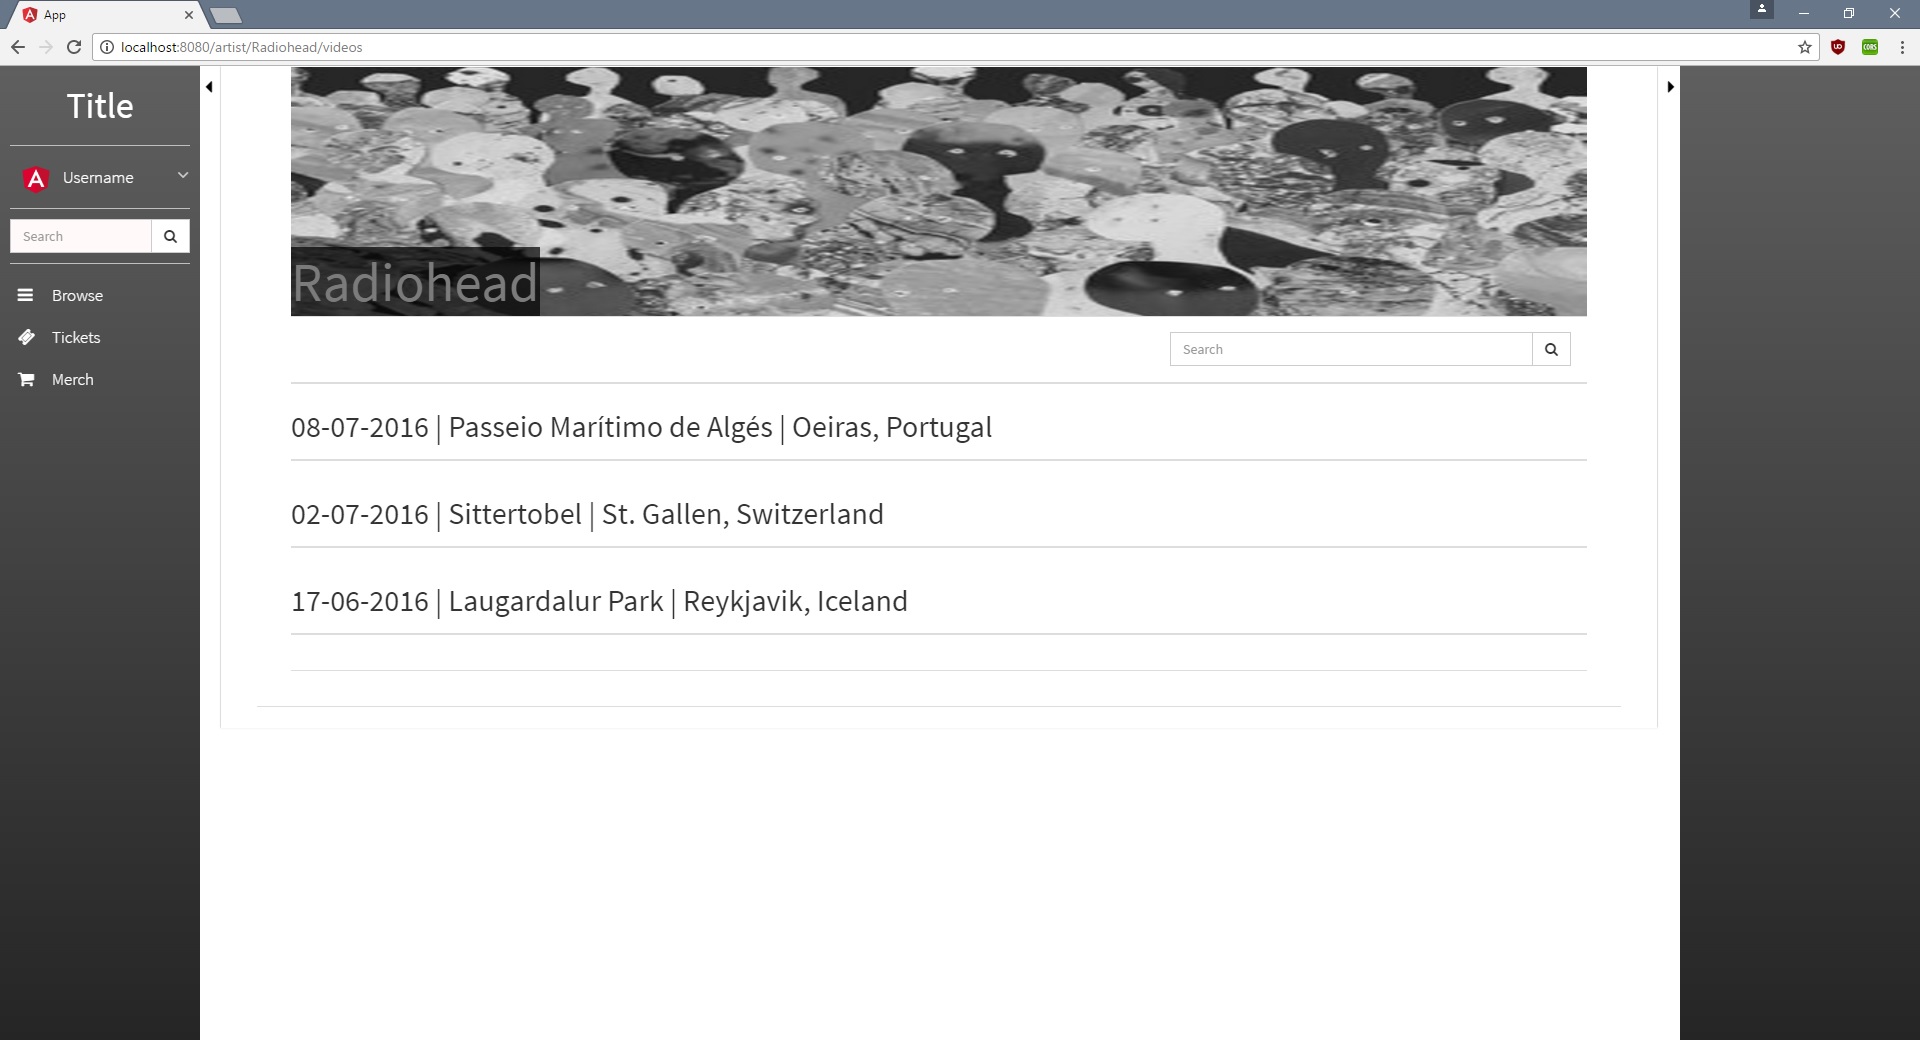 App
localhost:8080/artist/Radiohead/videos
Title
Username
Search
Browse
Tickets
Merch
Radiohead
Search
08-07-2016 | Passeio Marítimo de Algés | Oeiras, Portugal
02-07-2016 | Sittertobel | St. Gallen, Switzerland
17-06-2016 | Laugardalur Park | Reykjavik, Iceland